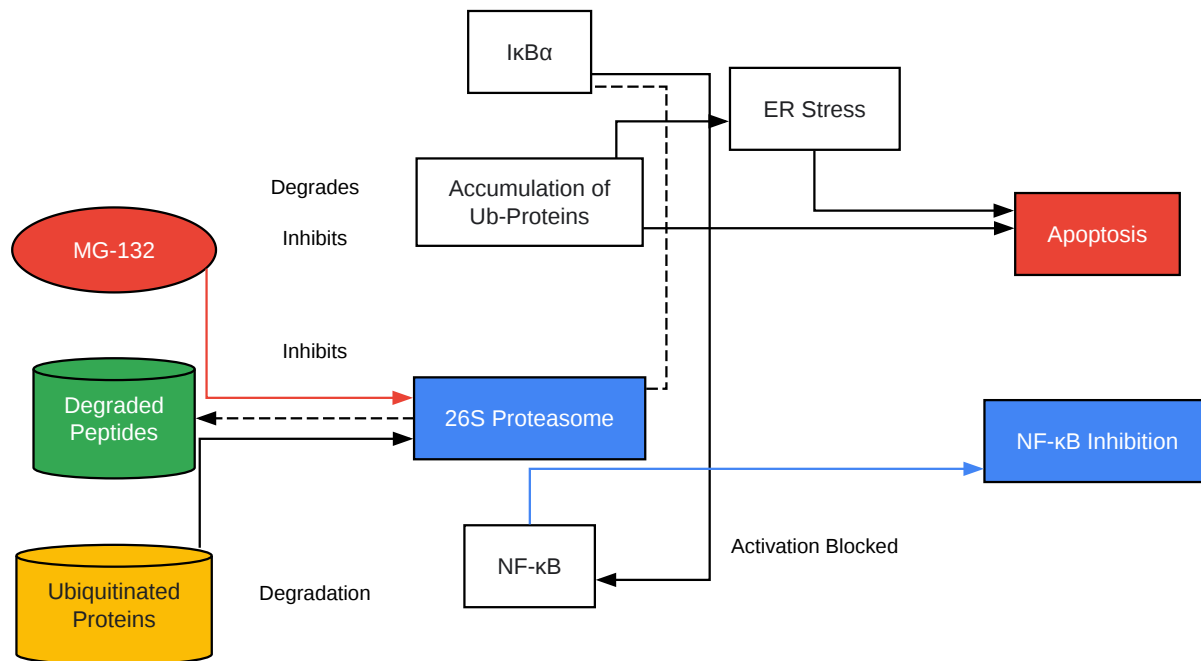 IκBα
ER Stress
Degrades
Accumulation of
Ub-Proteins
Inhibits
MG-132
Apoptosis
Inhibits
Degraded
Peptides
26S Proteasome
NF-κB Inhibition
Activation Blocked
NF-κB
Ubiquitinated
Proteins
Degradation